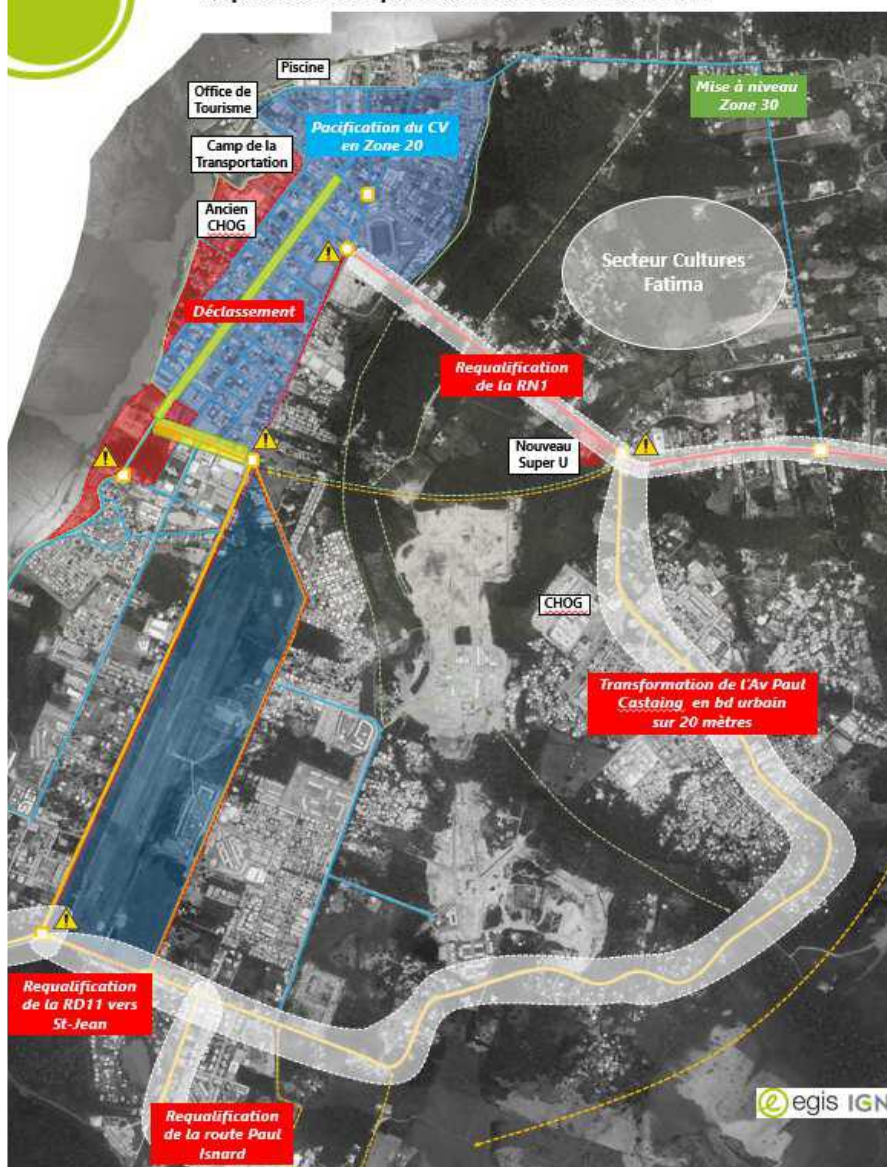 Piscine
Office de
Tourisme
Mise à niveau
Zone 30
Pacification du CV
en Zone 20
Camp de la
Transportation
Ancien
CHOG
Secteur Cultures
Fatima
Déclassement
Requalification
de la RN1
Nouveau
Super U
CHOG
Transformation de l'Av Paul
Castaing en bd urbain
sur 20 mètres
Requalification
de la RD11 vers
St-Jean
Requalification
de la route Paul
Isnard
egis IGN